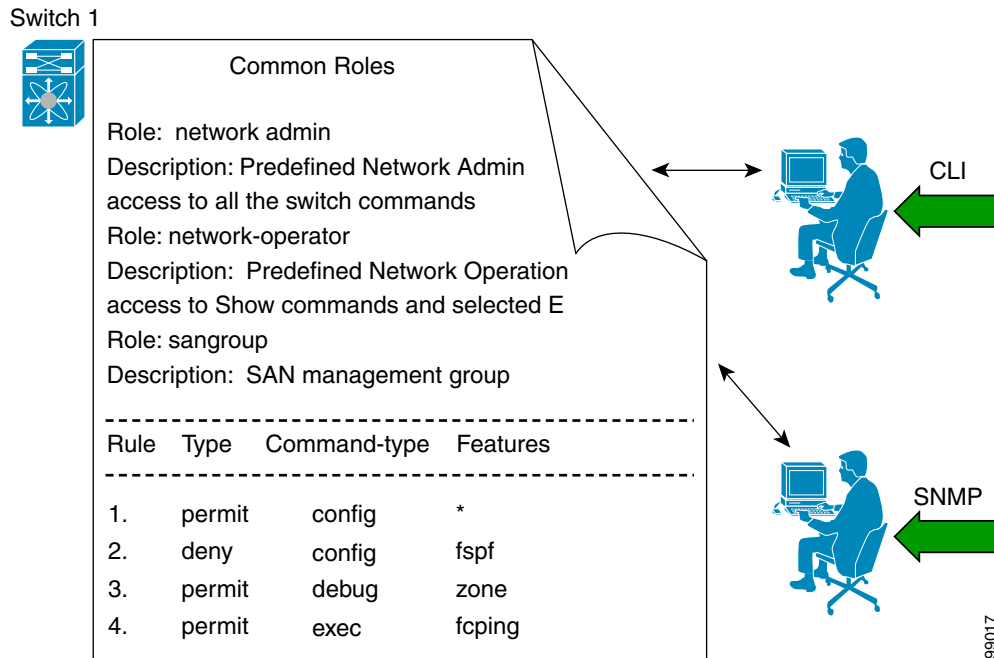 Switch 1
Common Roles
Role: network admin
Description: Predefined Network Admin
access to all the switch commands
Role: network-operator
Description: Predefined Network Operation
access to Show commands and selected E
Role: sangroup
Description: SAN management group
Rule Type Command-type Features
1. permit config *
2. deny config fspf
3. permit debug zone
4. permit exec fcping
CLI
SNMP
99017